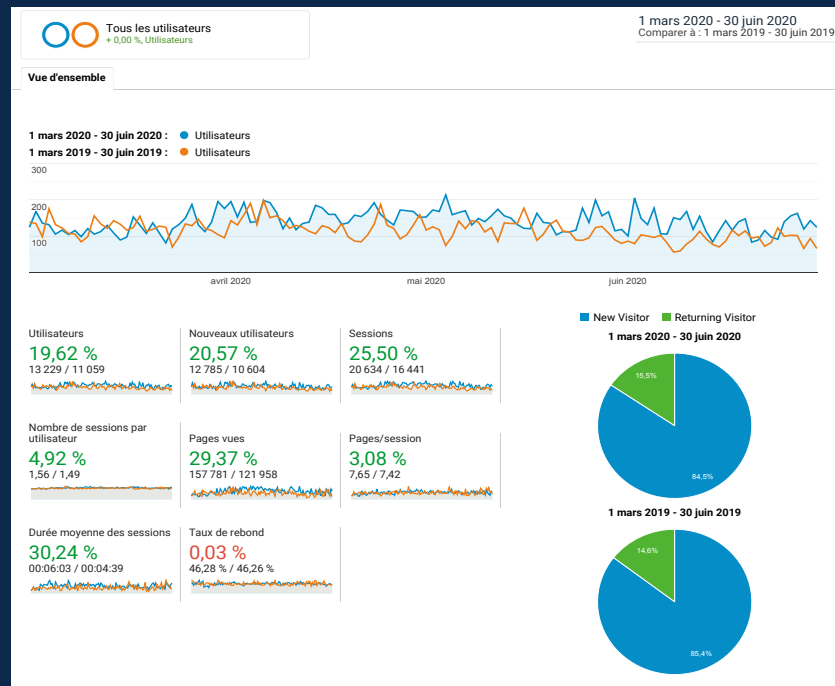 Tous les utilisateurs
+ 0,00 %, Utilisateurs
1 mars 2020 - 30 juin 2020
Comparer à : 1 mars 2019 - 30 juin 2019
Vue d'ensemble
1 mars 2020 - 30 juin 2020 : Utilisateurs
1 mars 2019 - 30 juin 2019 : Utilisateurs
300
200
100
avril 2020
mai 2020
juin 2020
Utilisateurs
19,62 %
13 229 / 11 059
Nouveaux utilisateurs
20,57 %
12 785 / 10 604
Sessions
25,50 %
20 634 / 16 441
Nombre de sessions par
utilisateur
4,92 %
1,56 / 1,49
Pages vues
29,37 %
157 781 / 121 958
Pages/session
3,08 %
7,65 / 7,42
Durée moyenne des sessions
30,24 %
00:06:03 / 00:04:39
Taux de rebond
0,03 %
46,28 % / 46,26 %
New Visitor
Returning Visitor
1 mars 2020 - 30 juin 2020
15,5%
84,5%
1 mars 2019 - 30 juin 2019
14,6%
85,4%